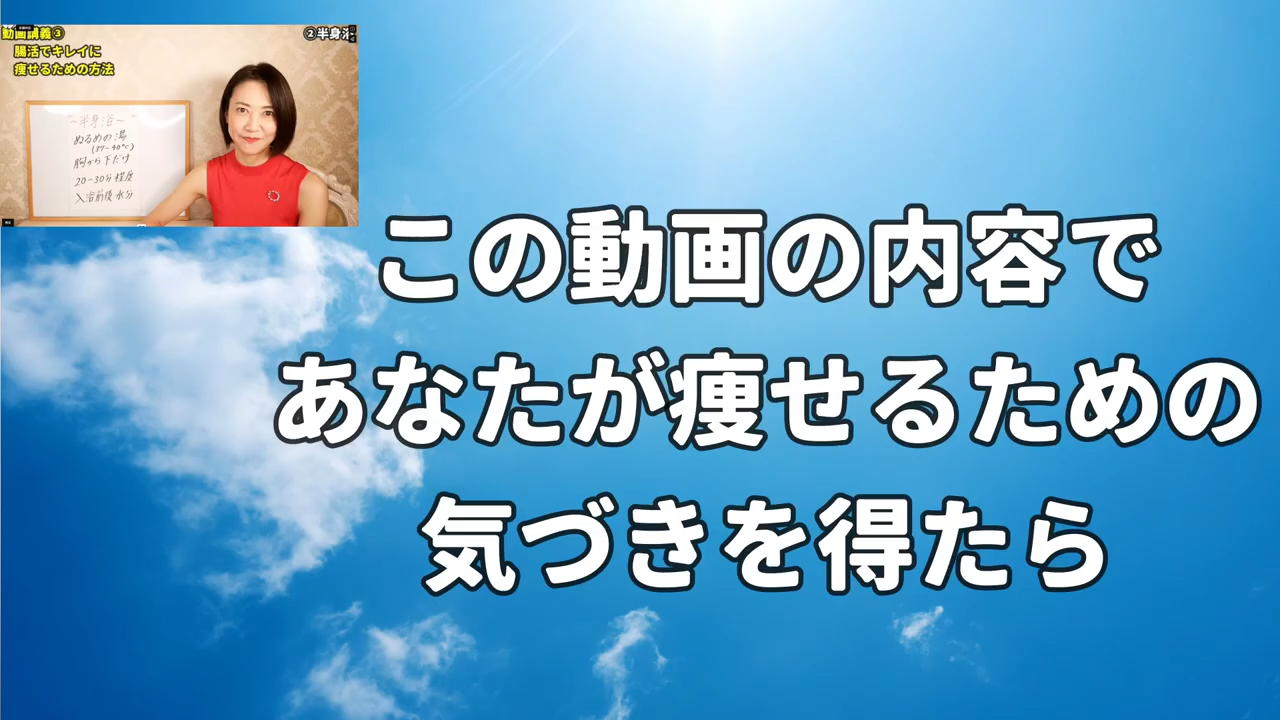 動画講義③
②半身浴
腸活でキレイに
痩せるための方法
~半身浴~
ぬるめの湯
(37~40℃)
胸から下だけ
20-30分程度
入浴前後水分
この動画の内容で
あなたが痩せるための
気づきを得たら